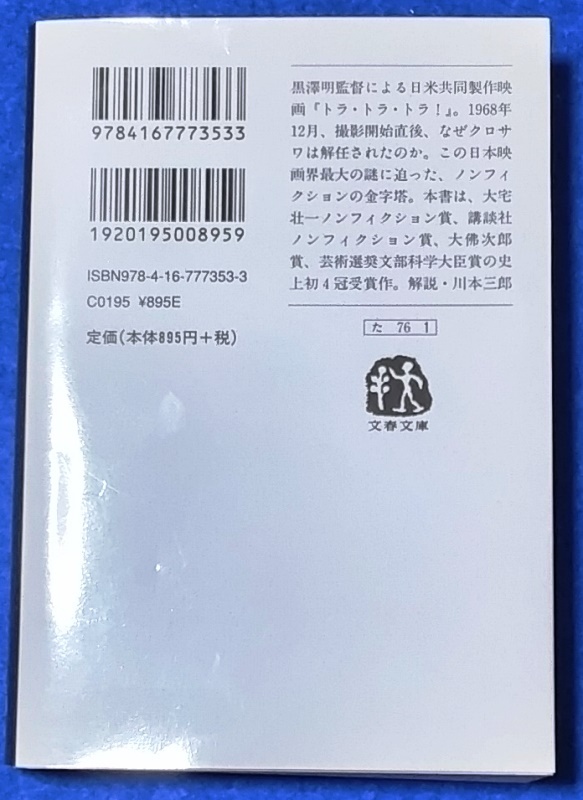 9784167773533
1920195008959
ISBN978-4-16-777353-3
C0195 ¥895E
定価(本体895円+税)
黒澤明監督による日米共同製作映
画『トラ・トラ・トラ!』。1968年
12月、撮影開始直後、なぜクロサ
ワは解任されたのか。この日本映
画界最大の謎に迫った、ノンフィ
クションの金字塔。本書は、大宅
壮一ノンフィクション賞、講談社
ノンフィクション賞、大佛次郎
賞、芸術選奨文部科学大臣賞の史
上初4冠受賞作。解説・川本三郎
た 76 1
文春文庫